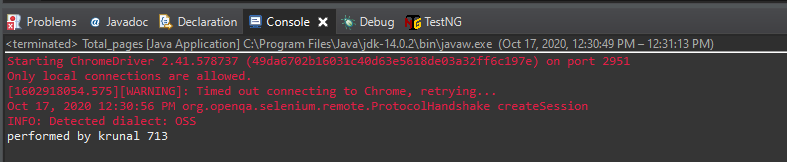 Problems Javadoc Declaration Console Debug TestNG
<terminated> Total_pages [Java Application] C:\Program Files\Java\jdk-14.0.2\bin\javaw.exe (Oct 17, 2020, 12:30:49 PM – 12:31:13 PM)
Starting ChromeDriver 2.41.578737 (49da6702b16031c40d63e5618de03a32ff6c197e) on port 2951
Only local connections are allowed.
[1602918054.575][WARNING]: Timed out connecting to Chrome, retrying...
Oct 17, 2020 12:30:56 PM org.openqa.selenium.remote.ProtocolHandshake createSession
INFO: Detected dialect: OSS
performed by krunal 713